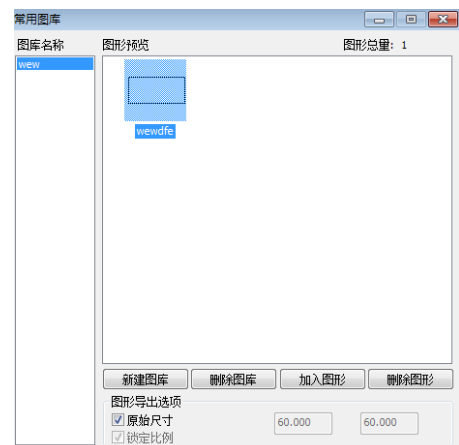 常用图库
图库名称 图形预览 图形总量: 1
wew
wewdfe
新建图库 删除图库 加入图形 删除图形
图形导出选项
原始尺寸 60.000 60.000
锁定比例